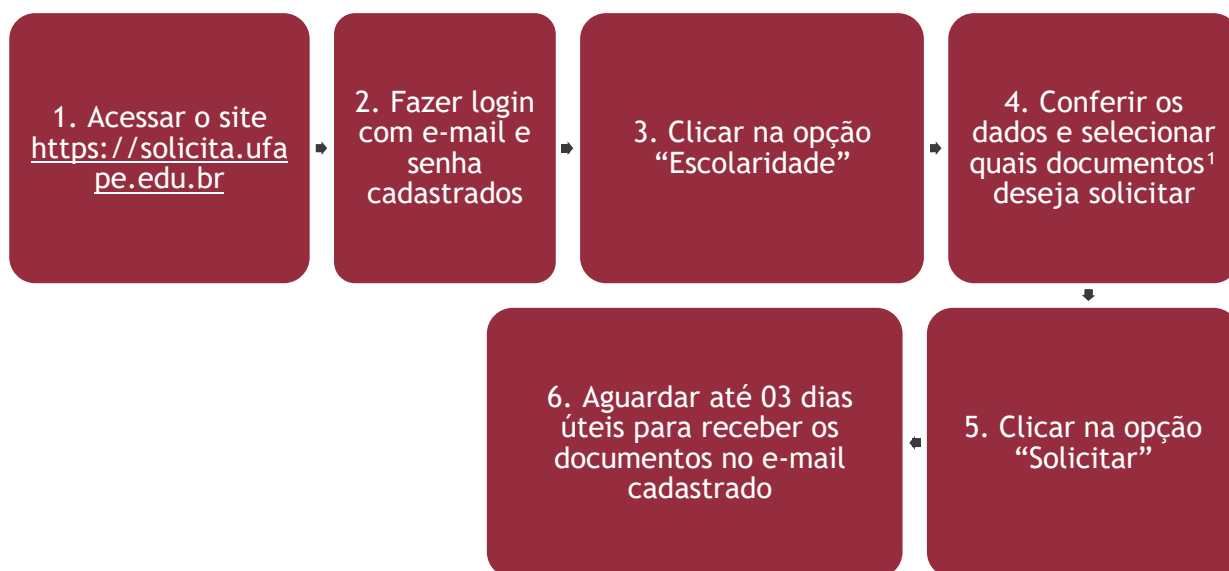 1. Acessar o site
https://solicita.ufa
pe.edu.br
2. Fazer login
com e-mail e
senha
cadastrados
3. Clicar na opção
“Escolaridade”
4. Conferir os
dados e selecionar
quais documentos¹
deseja solicitar
5. Clicar na opção
“Solicitar”
6. Aguardar até 03 dias
úteis para receber os
documentos no e-mail
cadastrado